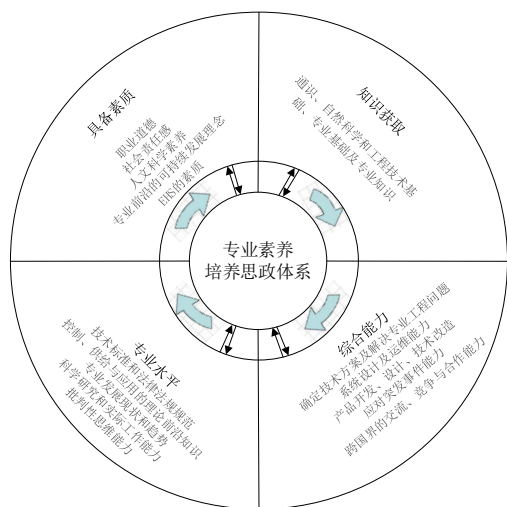 具备素质
职业道德
社会责任感
人文科学素养
专业前沿的可持续发展理念
EHS的素质
知识获取
通识、自然科学和工程技术基
础、专业基础及专业知识
专业素养
培养思政体系
专业水平
技术标准和法律法规规范
控制、供给与应用的理论前沿知识
专业发展现状和趋势
科学研究和实际工作能力
批判性思维能力
综合能力
确定技术方案及解决专业工程问题
系统设计及运维能力
产品开发、设计、技术改造
应对突发事件能力
跨国界的交流、竞争与合作能力